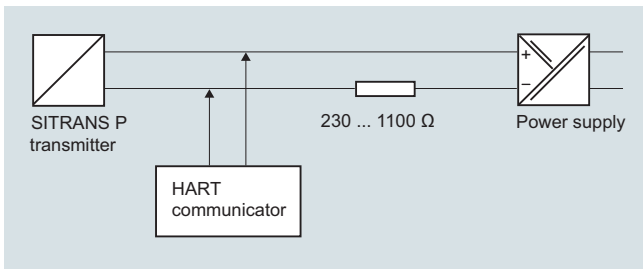 +
−
SITRANS P
transmitter
230 ... 1100 Ω
Power supply
HART
communicator